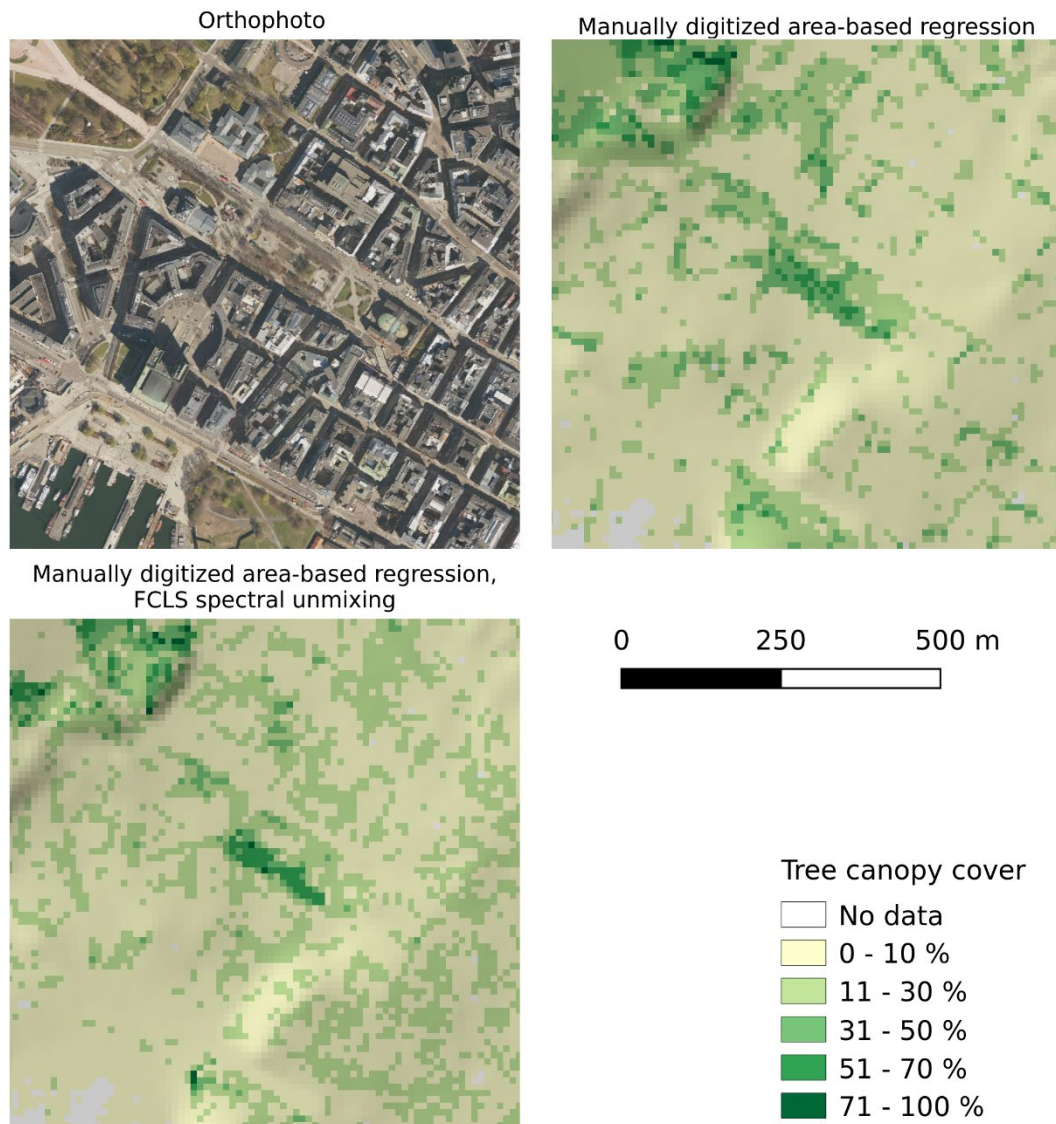 Orthophoto
Manually digitized area-based regression
Manually digitized area-based regression,
FCLS spectral unmixing
0 250 500 m
Tree canopy cover
No data
0 - 10 %
11 - 30 %
31 - 50 %
51 - 70 %
71 - 100 %